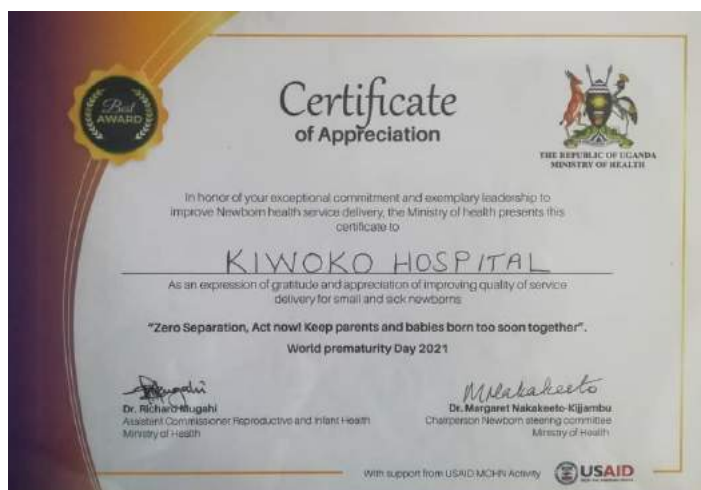 Best
AWARD
Certificate
of Appreciation
THE REPUBLIC OF UGANDA
MINISTRY OF HEALTH
In honor of your exceptional commitment and exemplary leadership to
improve Newborn health service delivery, the Ministry of health presents this
certificate to
KIWOKO HOSPITAL
As an expression of gratitude and appreciation of improving quality of service
delivery for small and sick newborns
"Zero Separation, Act now! Keep parents and babies born too soon together".
World prematurity Day 2021
Dr. Richard Mugahi
Assistant Commissioner Reproductive and Infant Health
Ministry of Health
MNakakeeto
Dr. Margaret Nakakeeto-Kijjambu
Chairperson Newborn steering committee
Ministry of Health
With support from USAID MCHN Activity
USAID